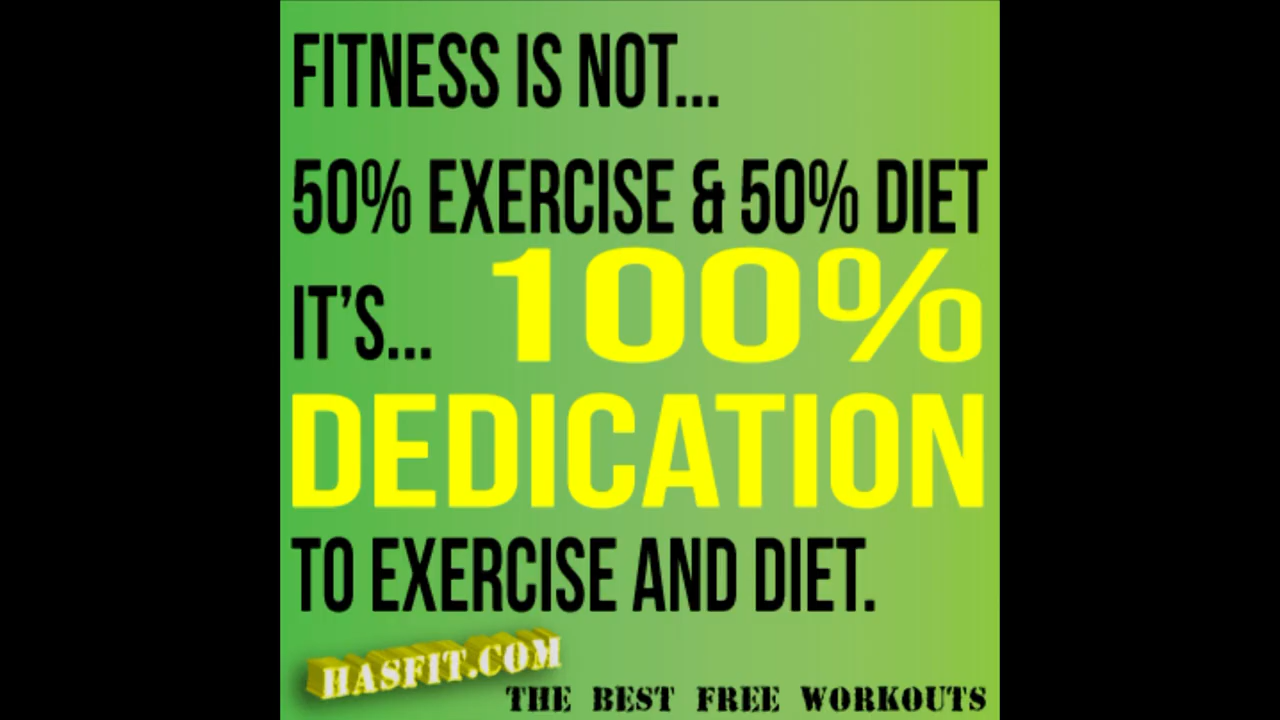 FITNESS IS NOT...
50% EXERCISE & 50% DIET
IT'S... 100%
DEDICATION
TO EXERCISE AND DIET.
HASFIT.COM
THE BEST FREE WORKOUTS